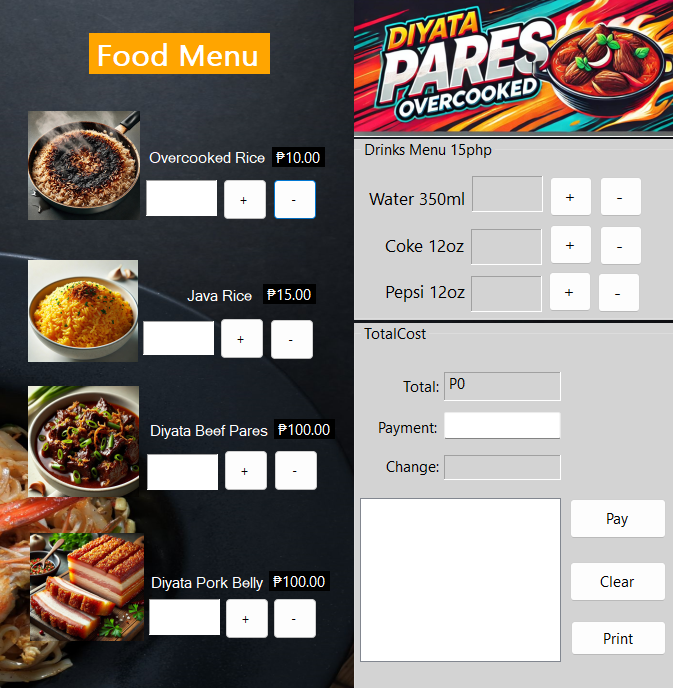 Food Menu
Overcooked Rice ₱10.00
+ -
Java Rice ₱15.00
+ -
Diyata Beef Pares ₱100.00
+ -
Diyata Pork Belly ₱100.00
+ -
DIYATA
PARES
OVERCOOKED
Drinks Menu 15php
Water 350ml + -
Coke 12oz + -
Pepsi 12oz + -
TotalCost
Total: P0
Payment:
Change:
Pay
Clear
Print